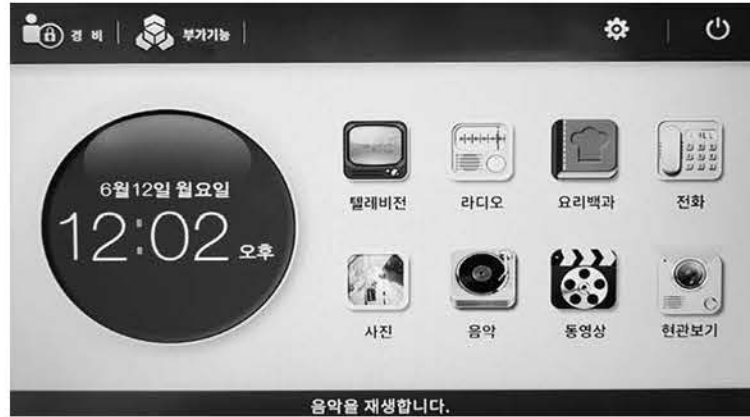 경비 부가기능
6월12일 월요일
12:02 오후
텔레비전 라디오 요리백과 전화
사진 음악 동영상 현관보기
음악을 재생합니다.